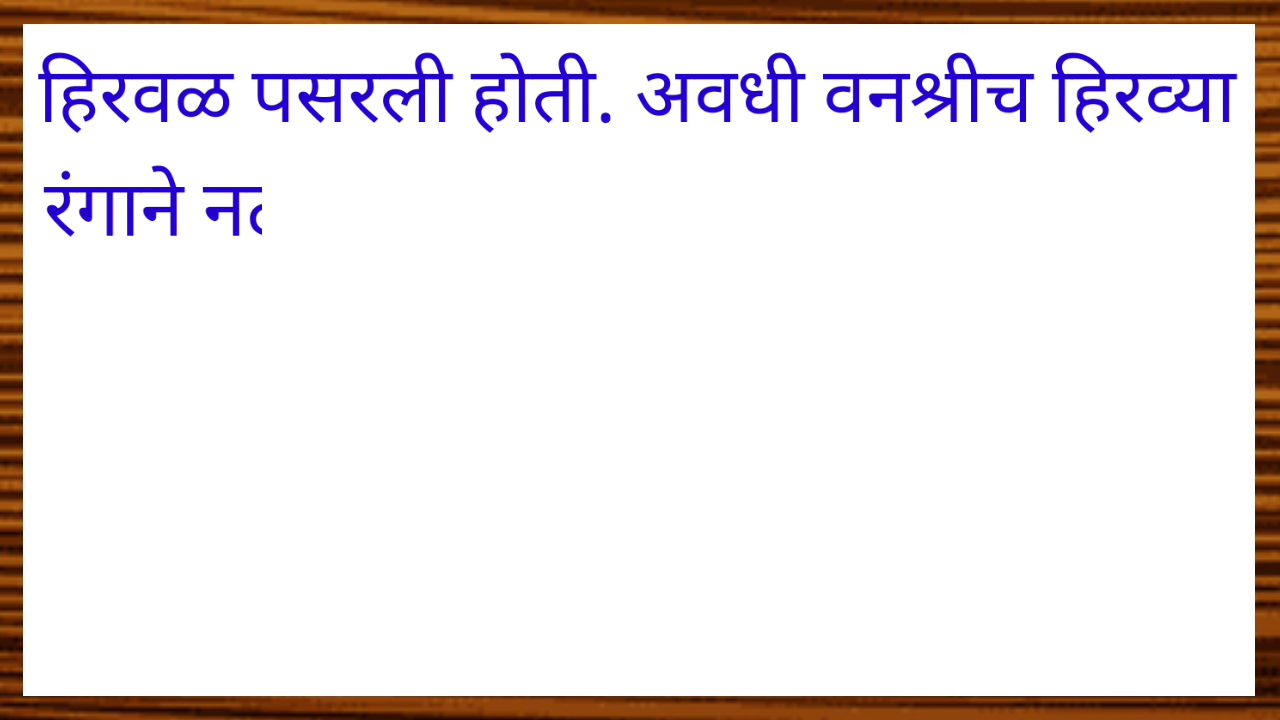 हिरवळ पसरली होती. अवधी वनश्रीच हिरव्या
रंगाने